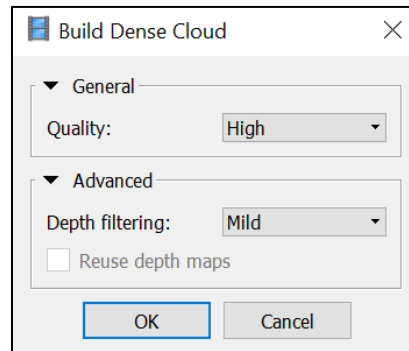 Build Dense Cloud
General
Quality: High
Advanced
Depth filtering: Mild
Reuse depth maps
OK Cancel